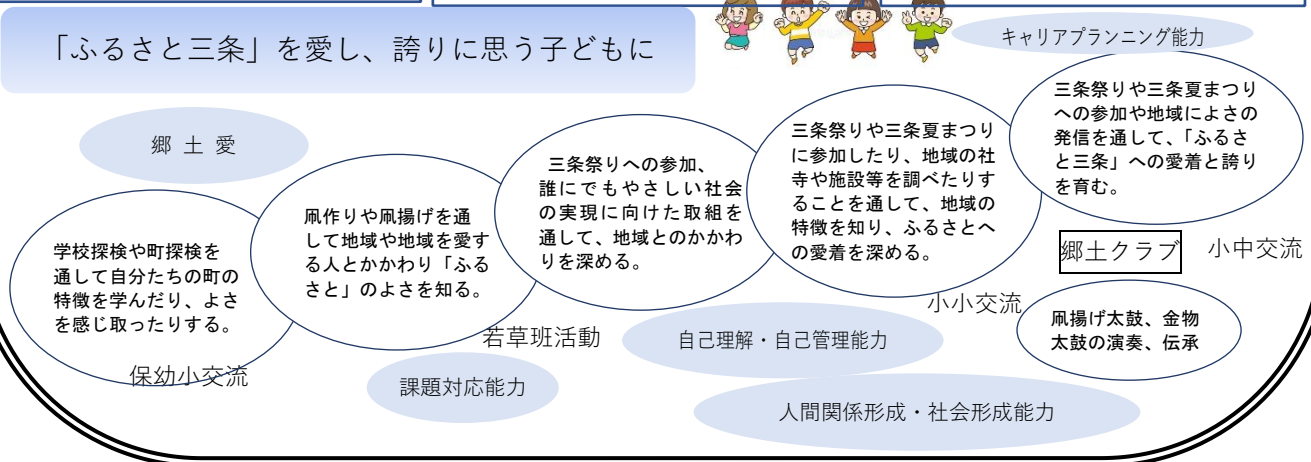 「ふるさと三条」を愛し、誇りに思う子どもに
キャリアプランニング能力
郷土愛
学校探検や町探検を
通して自分たちの町の
特徴を学んだり、よさ
を感じ取ったりする。
保幼小交流
凧作りや凧揚げを通
して地域や地域を愛す
る人とかかわり「ふる
さと」のよさを知る。
課題対応能力
若草班活動
三条祭りへの参加、
誰にでもやさしい社会
の実現に向けた取組を
通して、地域とのかかわ
りを深める。
自己理解・自己管理能力
三条祭りや三条夏まつり
に参加したり、地域の社
寺や施設等を調べたりす
ることを通して、地域の
特徴を知り、ふるさとへ
の愛着を深める。
小小交流
人間関係形成・社会形成能力
三条祭りや三条夏まつり
への参加や地域によさの
発信を通して、「ふるさ
と三条」への愛着と誇り
を育む。
郷土クラブ
小中交流
凧揚げ太鼓、金物
太鼓の演奏、伝承